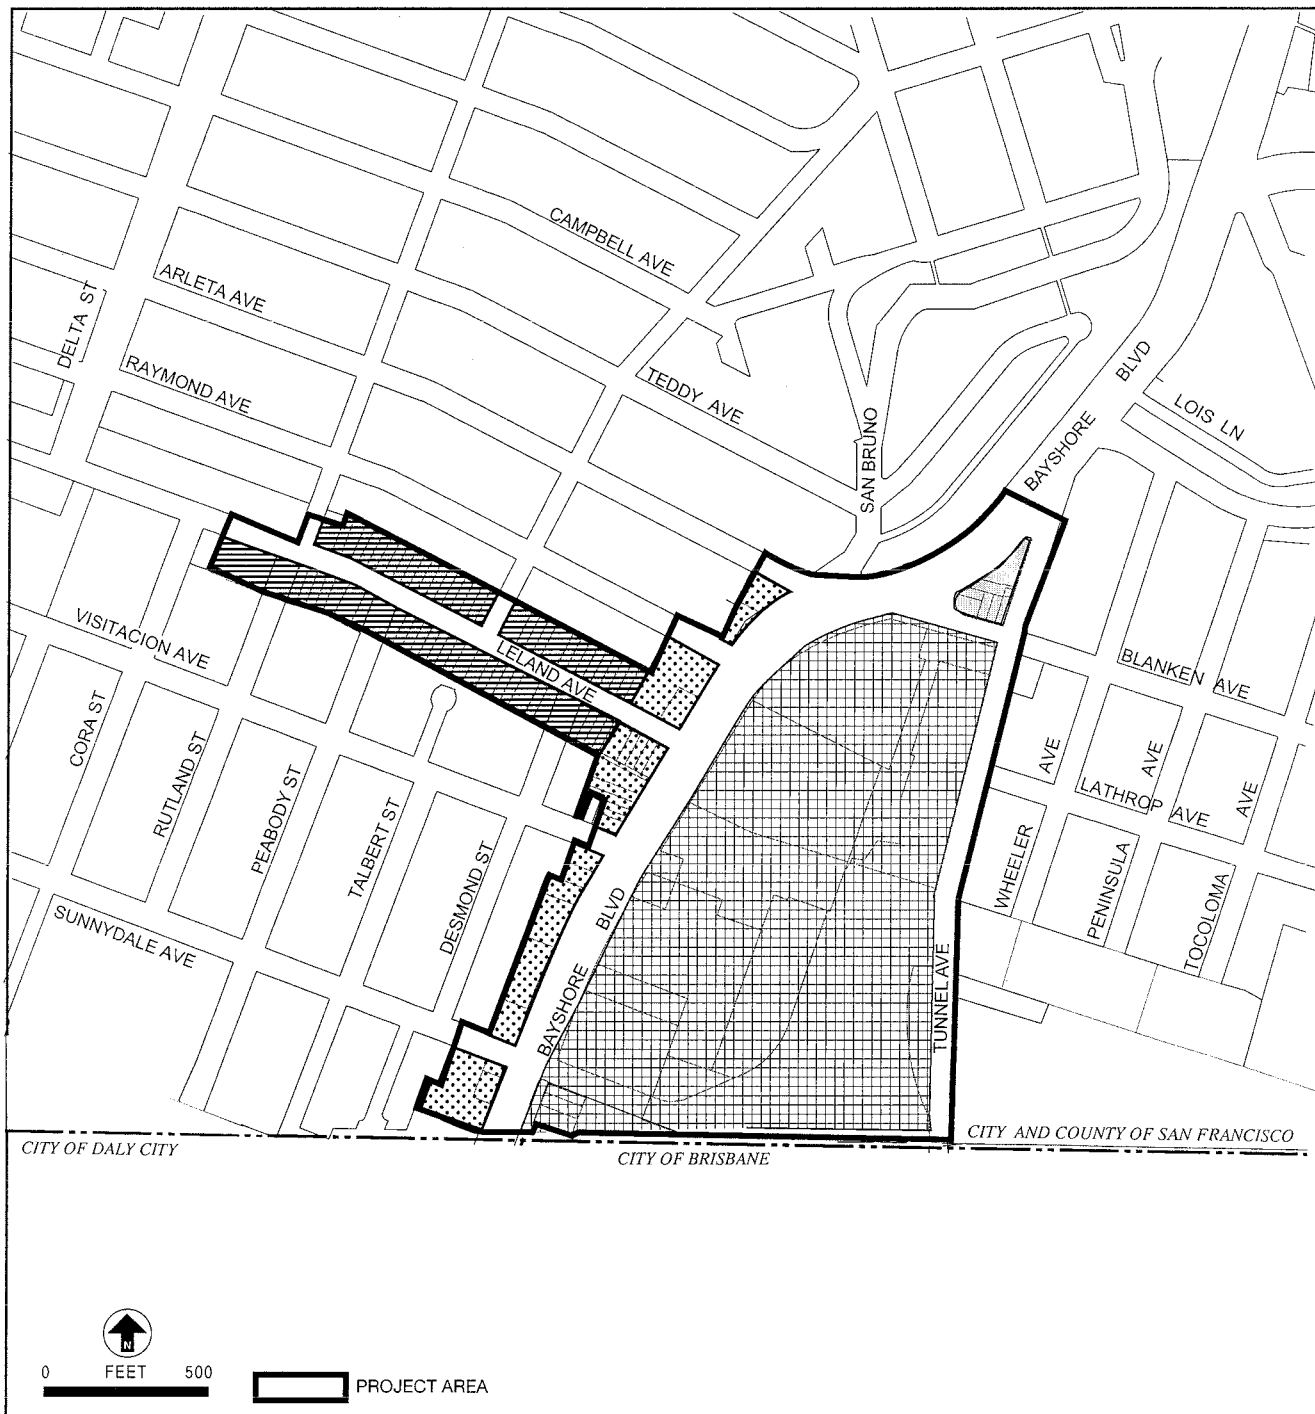 CAMPBELL AVE
ARLETA AVE
DELTA ST
RAYMOND AVE
TEDDY AVE
BLVD
LOIS LN
BAYSHORE
SAN BRUNO
VISITACION AVE
LELAND AVE
BLANKEN AVE
CORA ST
RUTLAND ST
PEABODY ST
TALBERT ST
DESMOND ST
AVE
AVE
AVE
LATHROP AVE
WHEELER
PENINSULA
TOCOLOMA
SUNNYDALE AVE
BLVD
BAYSHORE
TUNNEL AVE
CITY OF DALY CITY
CITY OF BRISBANE
CITY AND COUNTY OF SAN FRANCISCO
N
0 FEET 500
PROJECT AREA